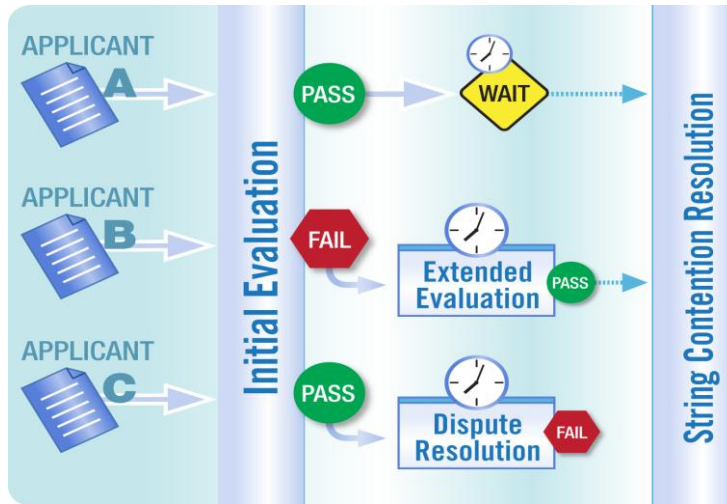 APPLICANT
A
PASS
WAIT
APPLICANT
B
FAIL
Extended
Evaluation
PASS
APPLICANT
C
PASS
Dispute
Resolution
FAIL
Initial Evaluation
String Contention Resolution